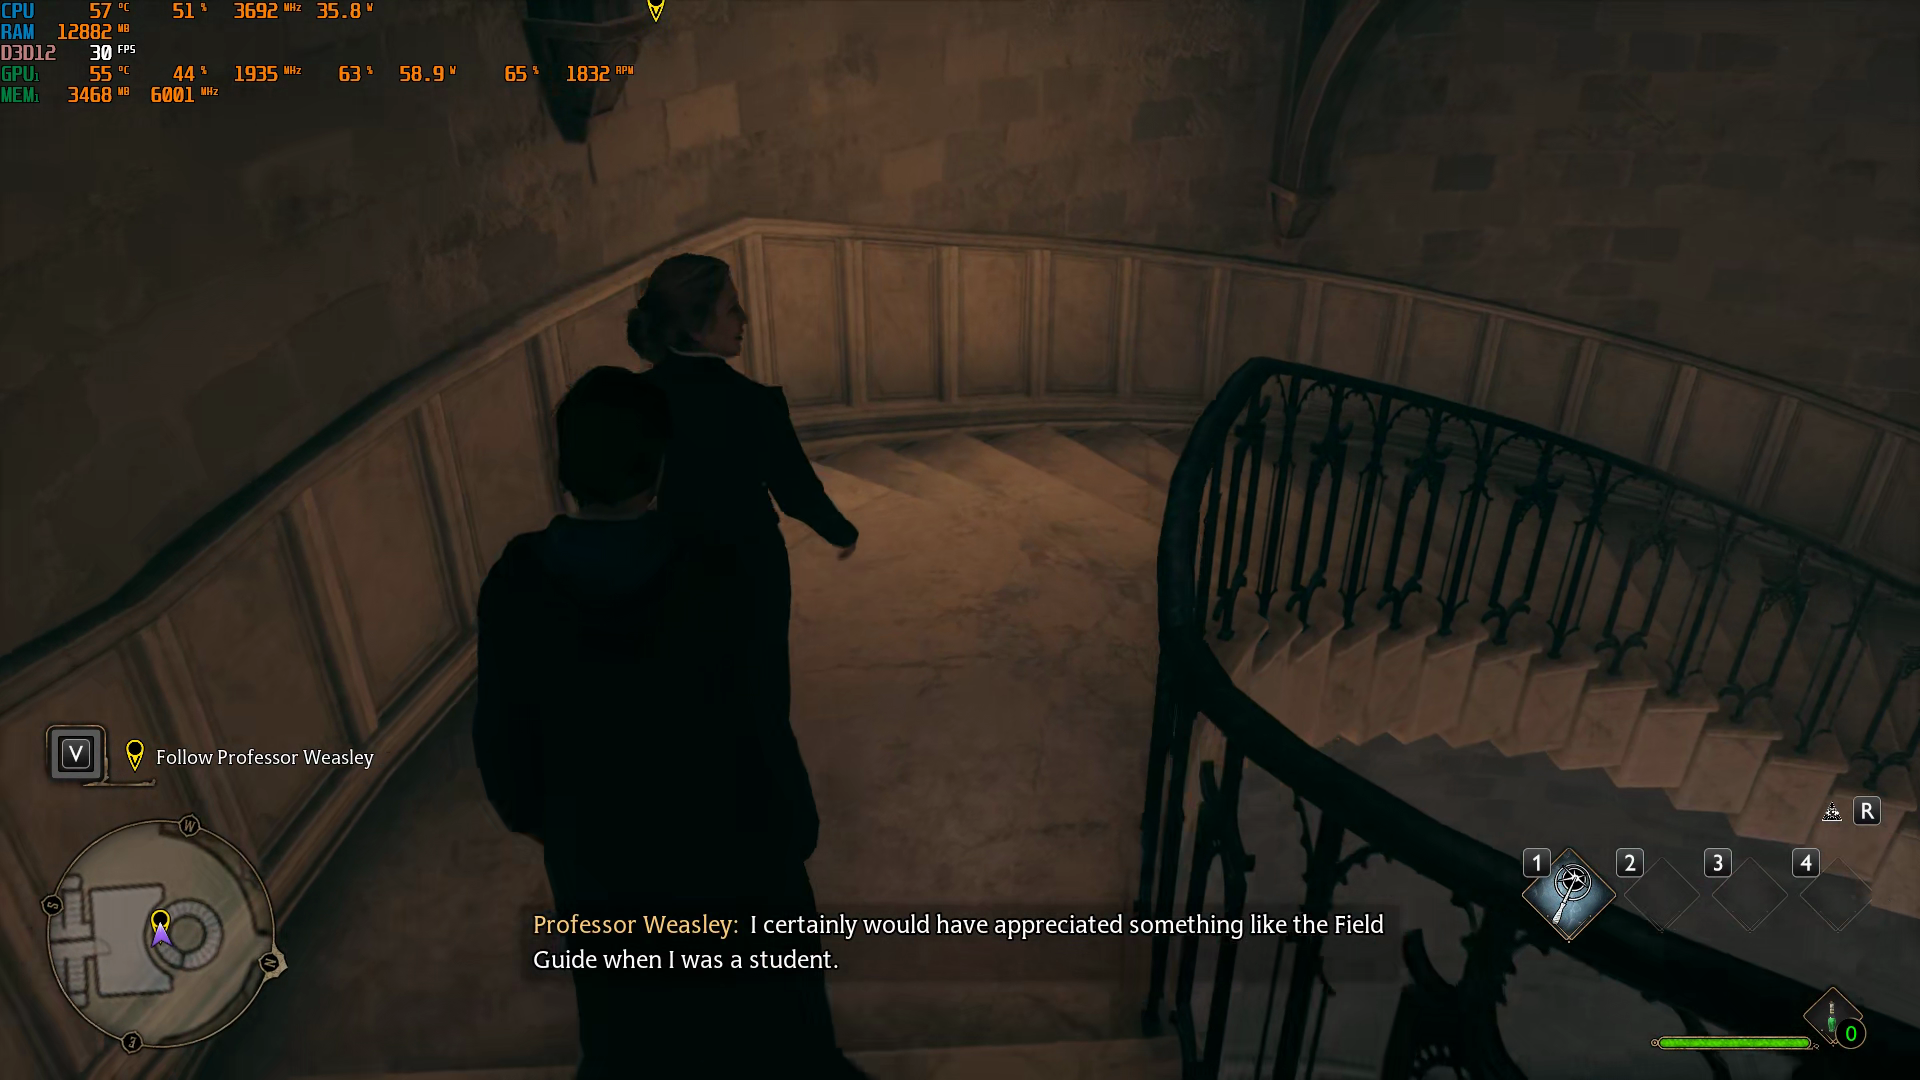 CPU 57 °C 51 % 3692 MHz 35.8 W
RAM 12882 MB
D3D12 30 FPS
GPU1 55 °C 44 % 1935 MHz 63 % 58.9 W 65 % 1832 RPM
MEM1 3468 MB 6001 MHz
V Follow Professor Weasley
R
1 2 3 4
W
S
N
E
Professor Weasley: I certainly would have appreciated something like the Field
Guide when I was a student.
0